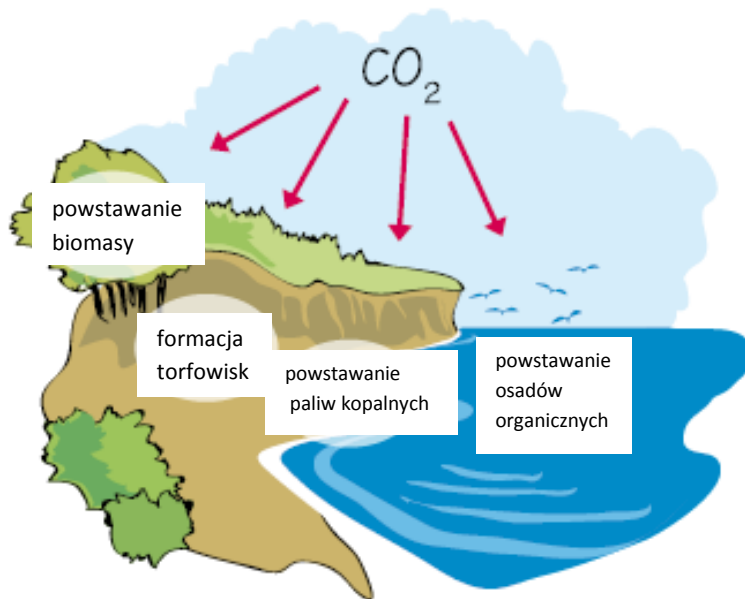 CO₂
powstawanie
biomasy
formacja
torfowisk
powstawanie
paliw kopalnych
powstawanie
osadów
organicznych